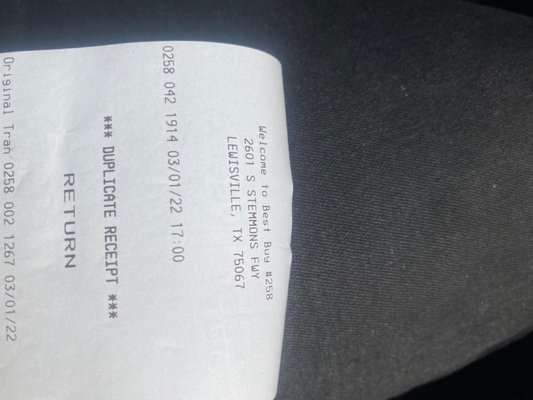 Welcome to Best Buy #258
2601 S STEMMONS FWY
LEWISVILLE, TX 75067
0258 042 1914 03/01/22 17:00
*** DUPLICATE RECEIPT ***
RETURN
Original Tran 0258 002 1267 03/01/22